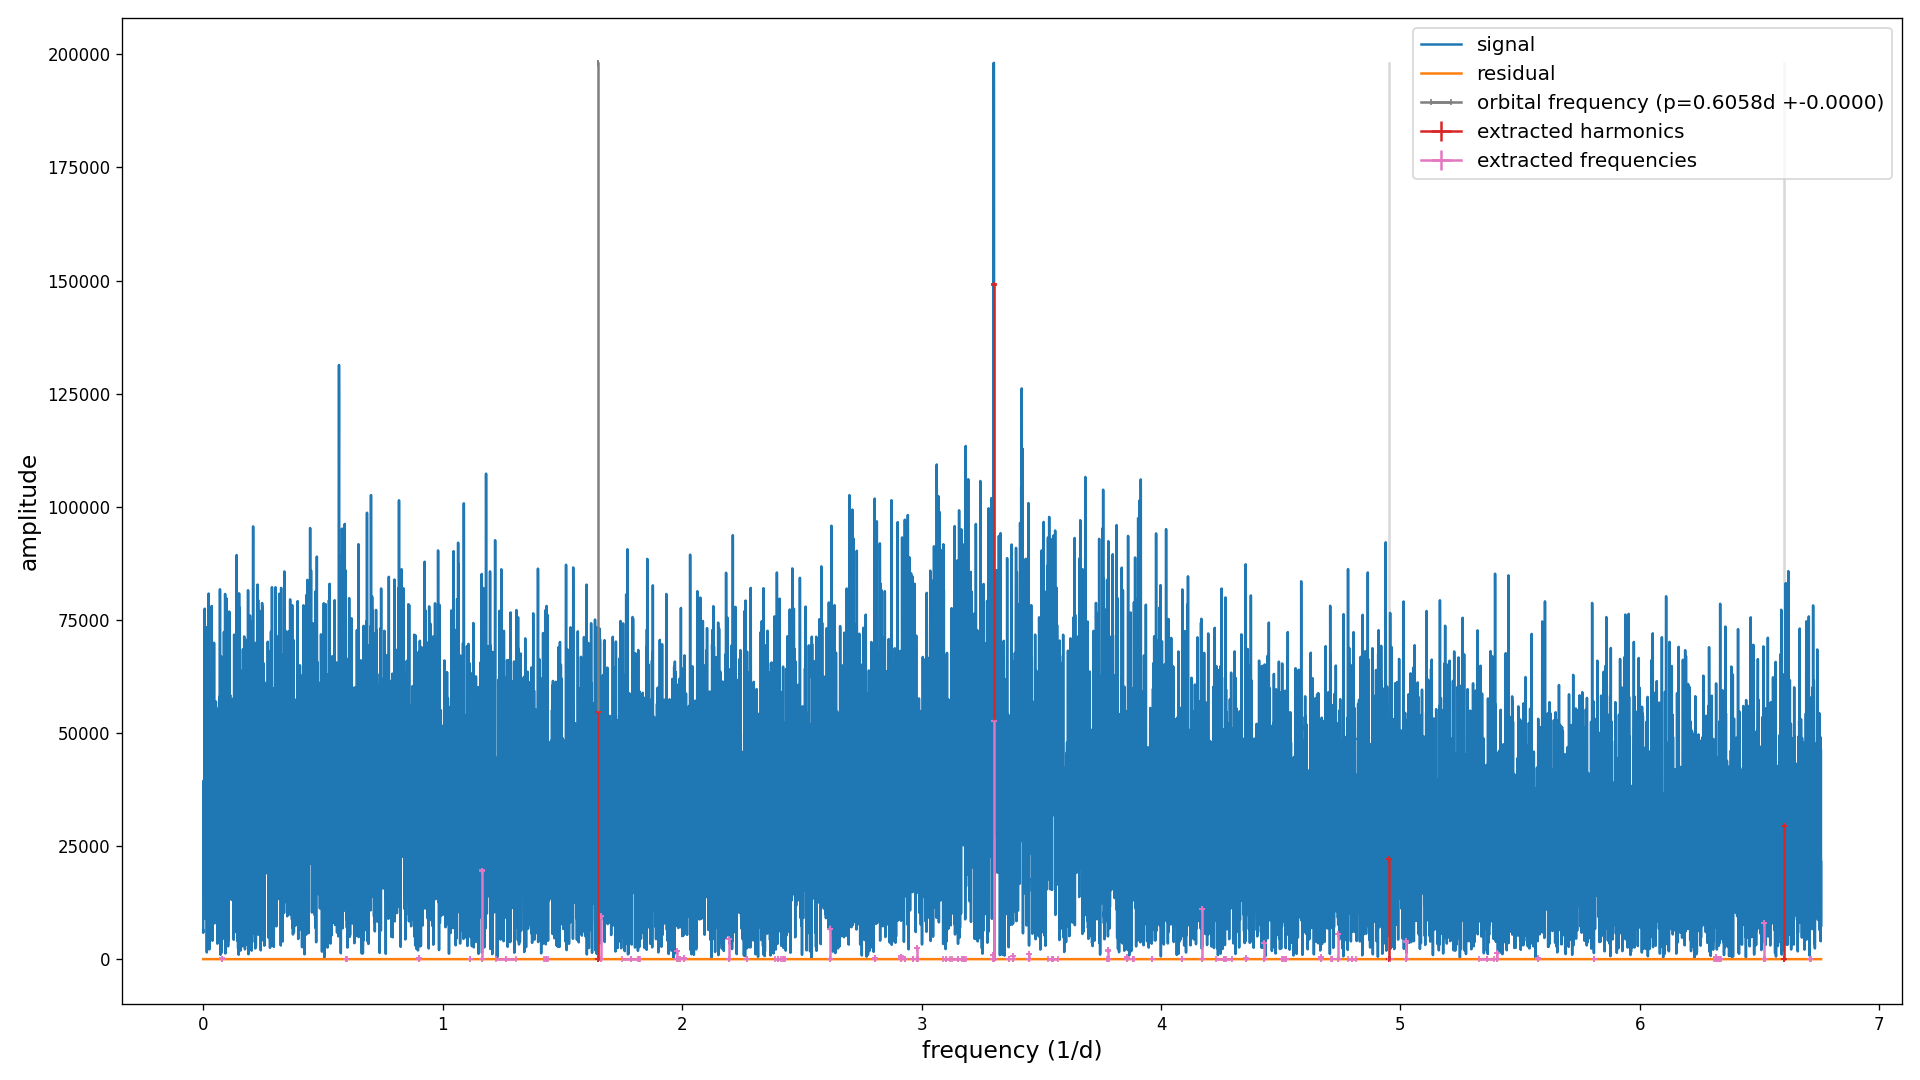 200000
175000
150000
125000
100000
75000
50000
25000
0
amplitude
0 1 2 3 4 5 6 7
frequency (1/d)
signal
residual
orbital frequency (p=0.6058d +-0.0000)
extracted harmonics
extracted frequencies